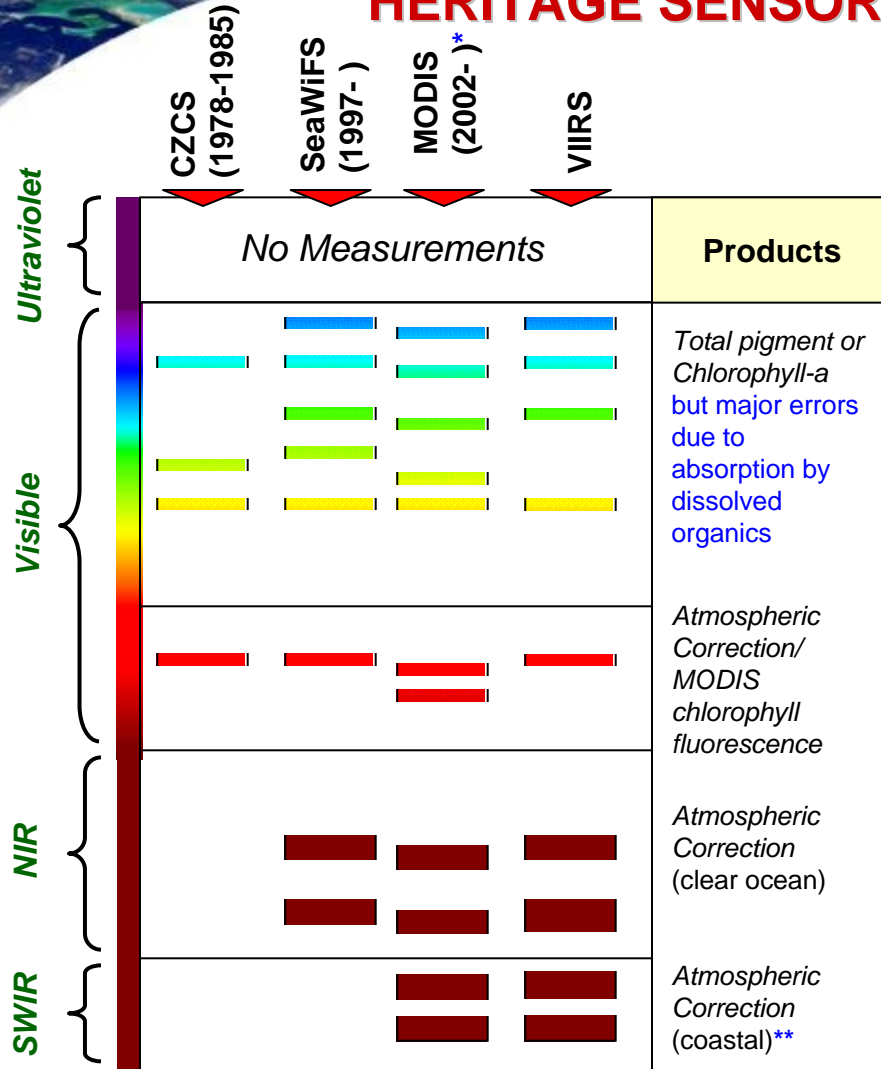 HERITAGE SENSOR
CZCS
(1978-1985)
SeaWiFS
(1997- )
MODIS
(2002- )*
VIIRS
Ultraviolet
No Measurements
Products
Visible
Total pigment or
Chlorophyll-a
but major errors
due to
absorption by
dissolved
organics
Atmospheric
Correction/
MODIS
chlorophyll
fluorescence
NIR
Atmospheric
Correction
(clear ocean)
SWIR
Atmospheric
Correction
(coastal)**